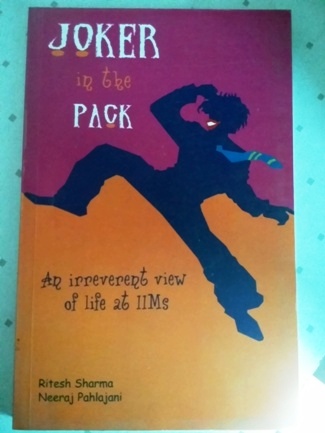 JOKER
in the
PACK
An irreverent view
of life at IIMs
Ritesh Sharma
Neeraj Pahlajani